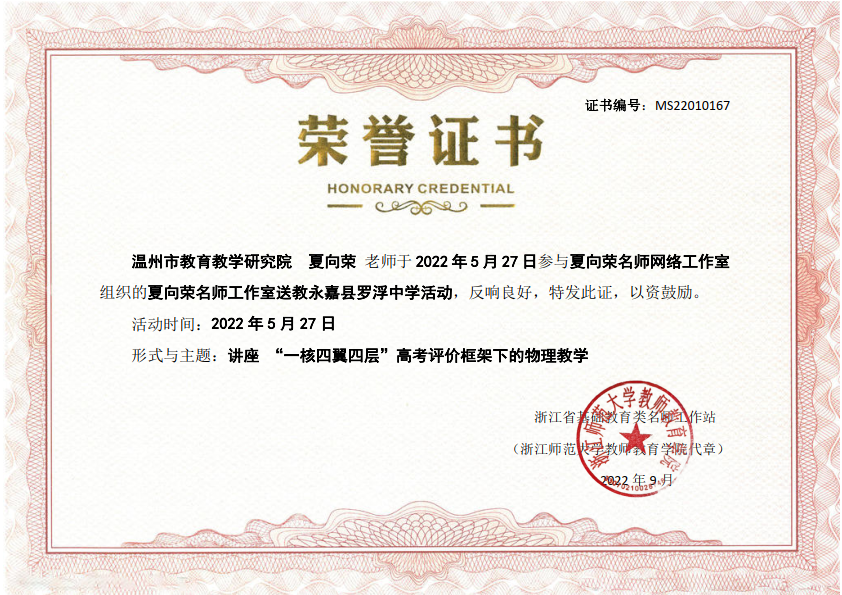 证书编号：MS22010167
荣誉证书
HONORARY CREDENTIAL
温州市教育教学研究院 夏向荣 老师于 2022 年 5 月 27 日参与夏向荣名师网络工作室
组织的夏向荣名师工作室送教永嘉县罗浮中学活动，反响良好，特发此证，以资鼓励。
活动时间：2022 年 5 月 27 日
形式与主题：讲座 “一核四翼四层”高考评价框架下的物理教学
浙江省基础教育类名师工作站
（浙江师范大学教师教育学院代章）
2022 年 9 月
浙江师范大学教师教育学院